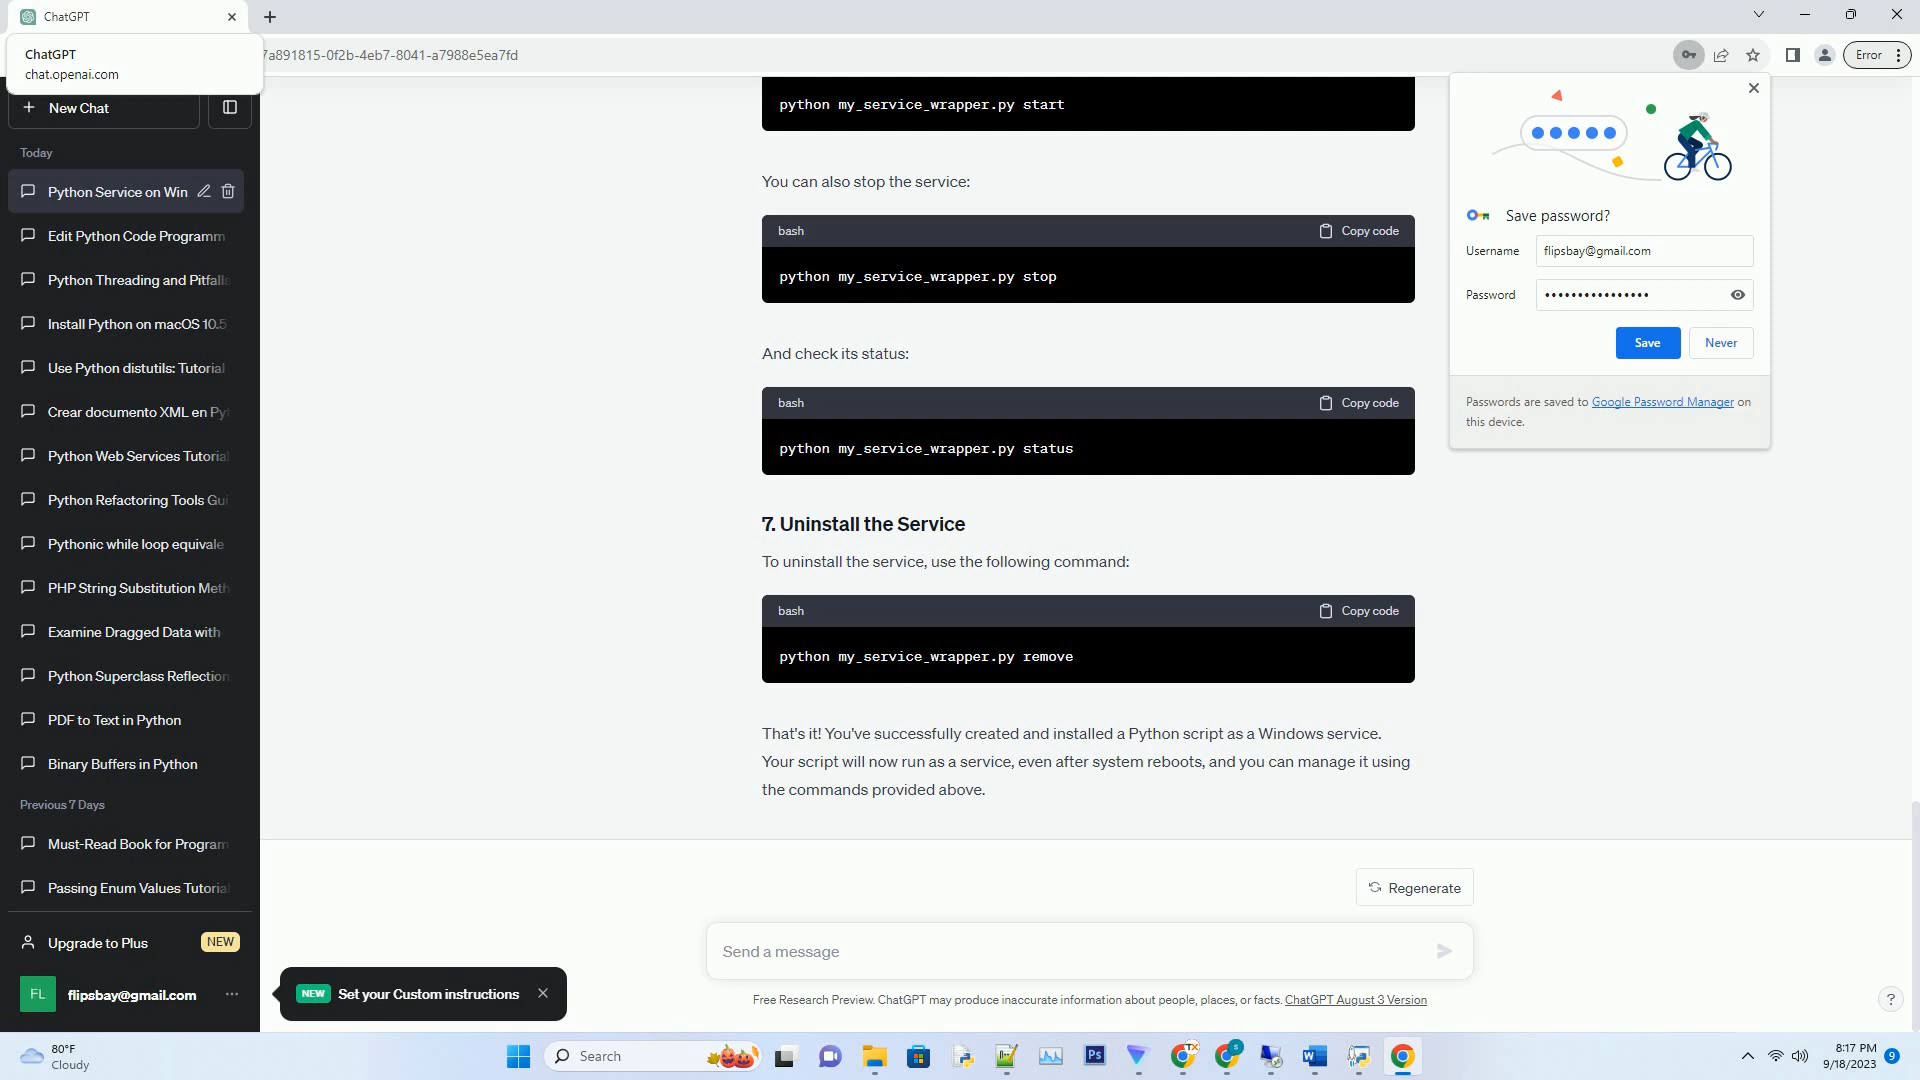 ChatGPT
ChatGPT
chat.openai.com
7a891815-0f2b-4eb7-8041-a7988e5ea7fd
Error
New Chat
Today
Python Service on Win
Edit Python Code Programm
Python Threading and Pitfalls
Install Python on macOS 10.5
Use Python distutils: Tutorial
Crear documento XML en Pyt
Python Web Services Tutorial
Python Refactoring Tools Gui
Pythonic while loop equivale
PHP String Substitution Meth
Examine Dragged Data with
Python Superclass Reflection
PDF to Text in Python
Binary Buffers in Python
Previous 7 Days
Must-Read Book for Program
Passing Enum Values Tutorial
Upgrade to Plus
NEW
FL
flipsbay@gmail.com
python my_service_wrapper.py start
You can also stop the service:
bash
Copy code
python my_service_wrapper.py stop
And check its status:
bash
Copy code
python my_service_wrapper.py status
7. Uninstall the Service
To uninstall the service, use the following command:
bash
Copy code
python my_service_wrapper.py remove
That's it! You've successfully created and installed a Python script as a Windows service.
Your script will now run as a service, even after system reboots, and you can manage it using
the commands provided above.
Regenerate
Send a message
Free Research Preview. ChatGPT may produce inaccurate information about people, places, or facts. ChatGPT August 3 Version
NEW Set your Custom instructions
?
Save password?
Username flipsbay@gmail.com
Password ••••••••••••••••
Save
Never
Passwords are saved to Google Password Manager on
this device.
80°F
Cloudy
Search
Ps
TX
S
8:17 PM
9/18/2023
9